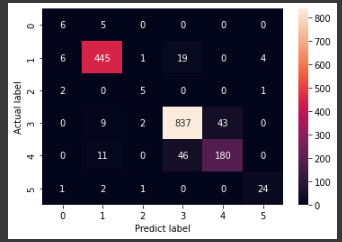 0 6 5 0 0 0 0
1 6 445 1 19 0 4
2 2 0 5 0 0 1
3 0 9 2 837 43 0
4 0 11 0 46 180 0
5 1 2 1 0 0 24
0 1 2 3 4 5
Actual label
Predict label
800
700
600
500
400
300
200
100
0